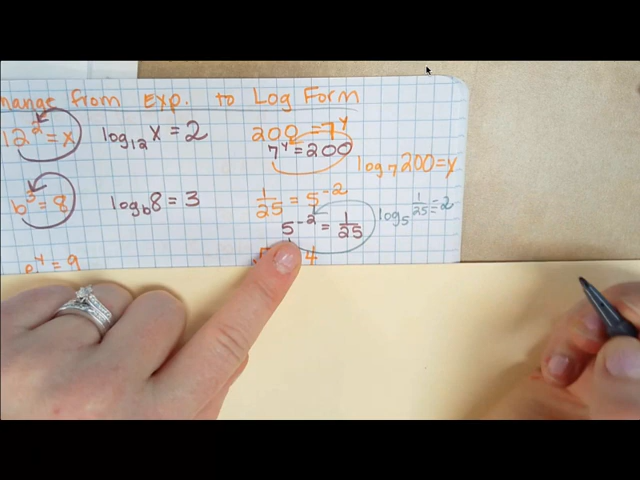 hange from Exp. to Log Form
12² = x log₁₂ x = 2 200 = 7ʸ
7ʸ = 200
log₇ 200 = y
b³ = 8 log_b 8 = 3 1/25 = 5⁻²
5⁻² = 1/25 log₅ 1/25 = 2
= 9 4